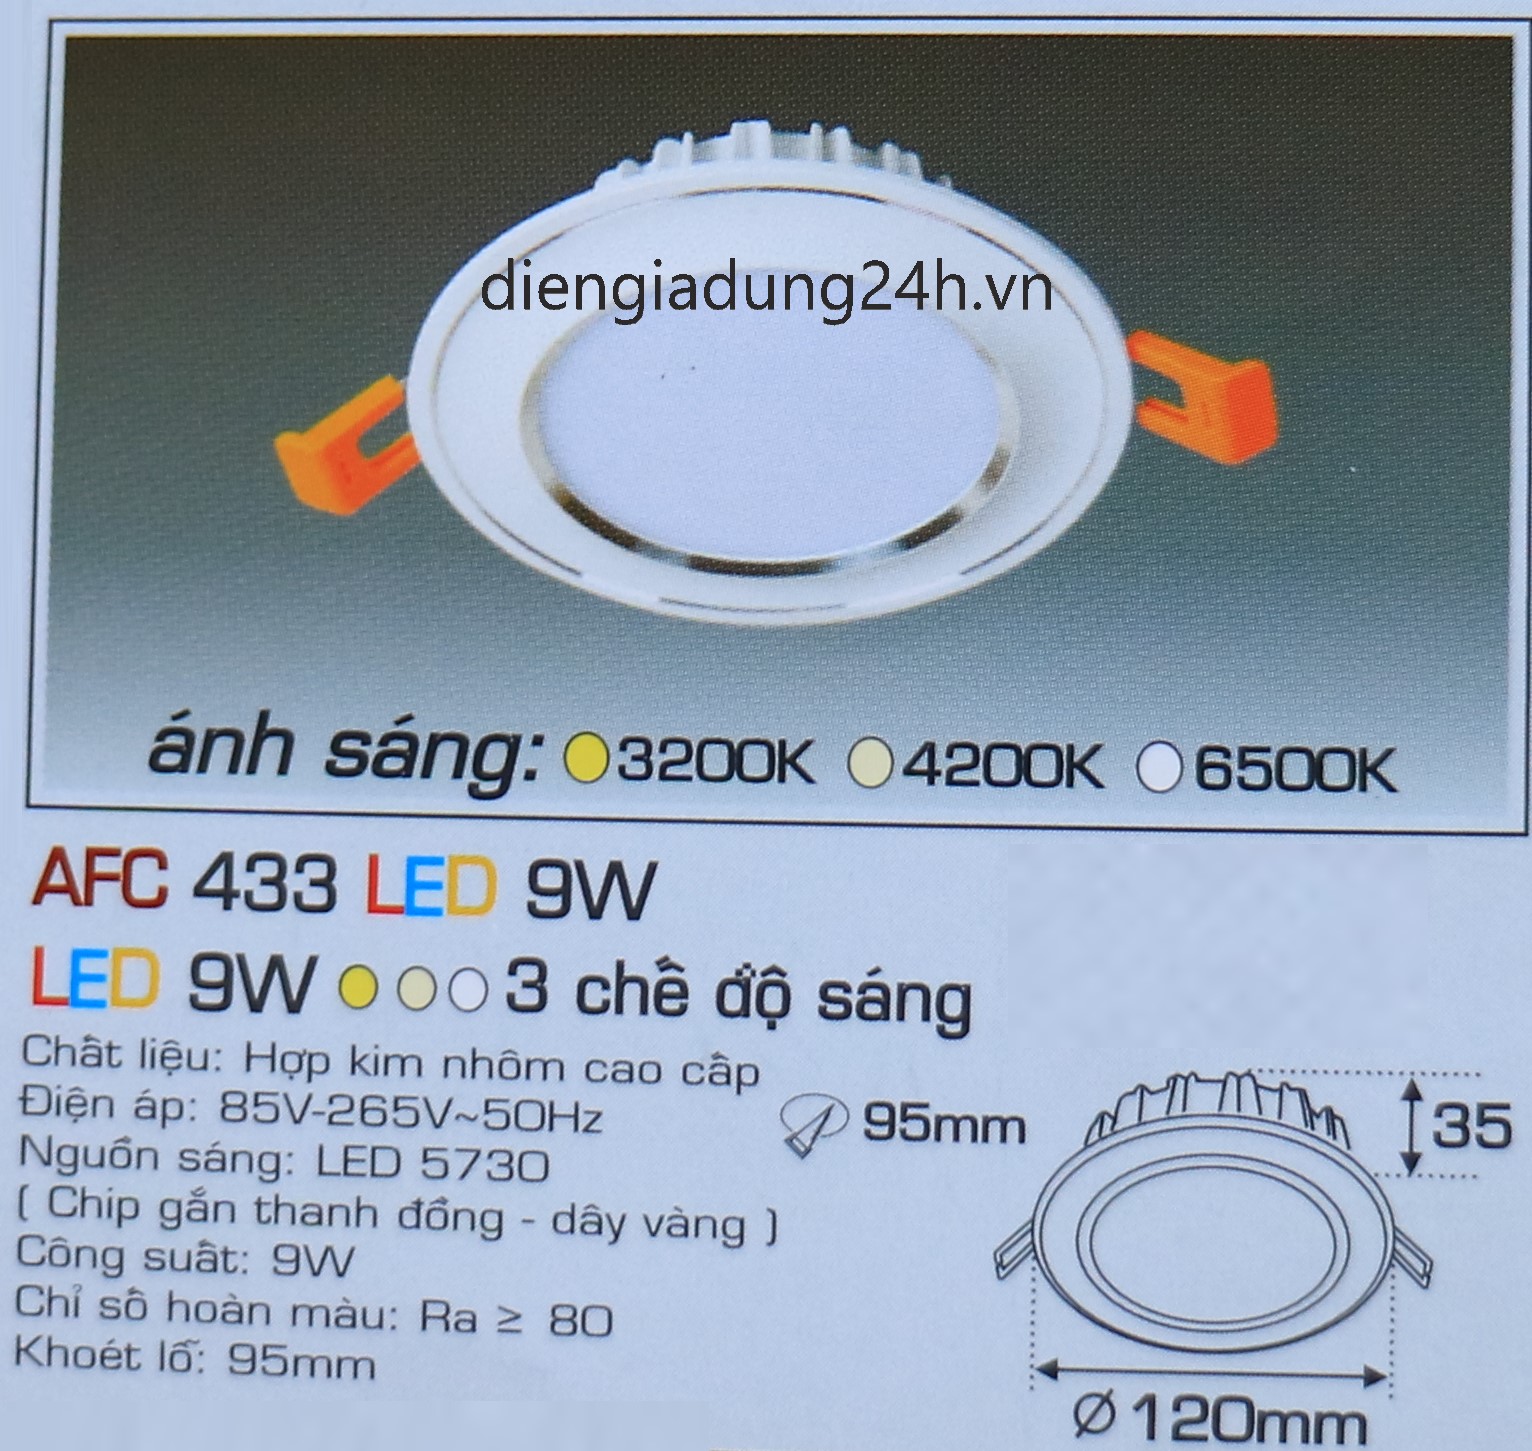 diengiadung24h.vn
ánh sáng: 3200K 4200K 6500K
AFC 433 LED 9W
LED 9W 3 chế độ sáng
Chất liệu: Hợp kim nhôm cao cấp
Điện áp: 85V-265V~50Hz
Nguồn sáng: LED 5730
( Chip gắn thanh đồng - dây vàng )
Công suất: 9W
Chỉ số hoàn màu: Ra ≥ 80
Khoét lỗ: 95mm
95mm
35
Ø 120mm